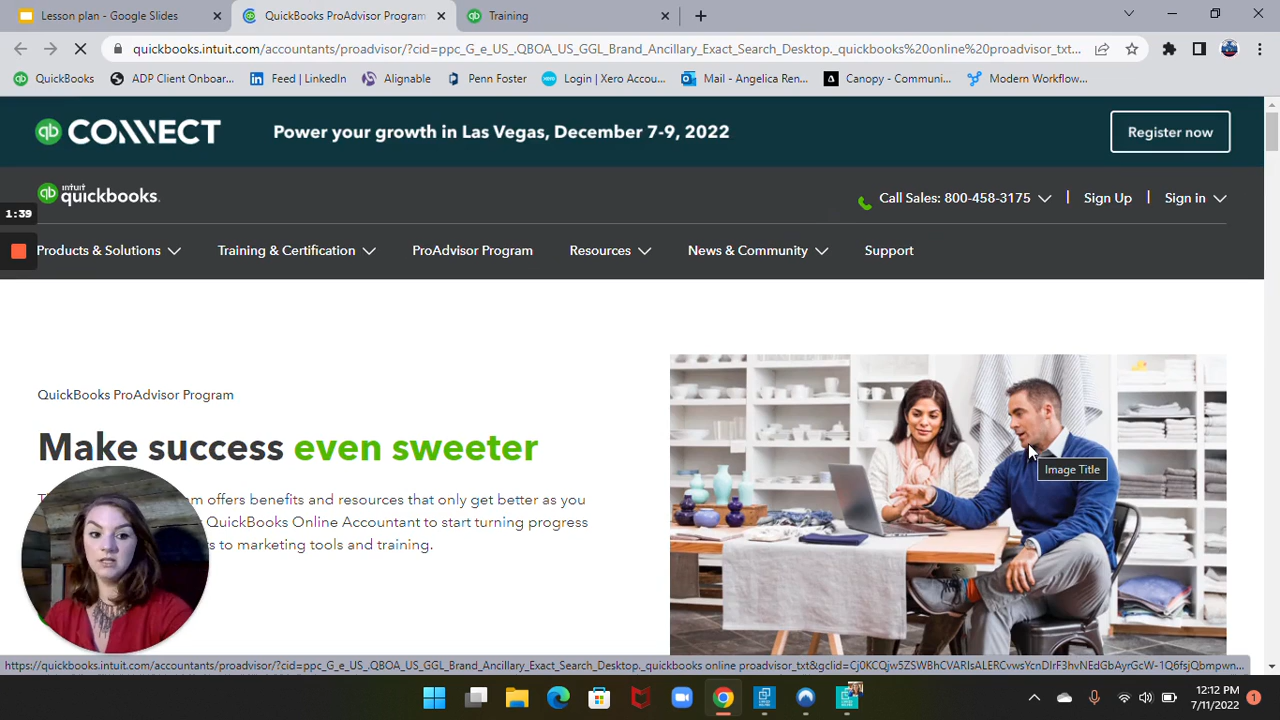 Lesson plan - Google Slides
QuickBooks ProAdvisor Program
Training
quickbooks.intuit.com/accountants/proadvisor/?cid=ppc_G_e_US_.QBOA_US_GGL_Brand_Ancillary_Exact_Search_Desktop._quickbooks%20online%20proadvisor_txt...
QuickBooks
ADP Client Onboar...
Feed | LinkedIn
Alignable
Penn Foster
Login | Xero Accou...
Mail - Angelica Ren...
Canopy - Communi...
Modern Workflow...
qb CONNECT
Power your growth in Las Vegas, December 7-9, 2022
Register now
intuit
quickbooks.
Call Sales: 800-458-3175
Sign Up
Sign in
1:39
Products & Solutions
Training & Certification
ProAdvisor Program
Resources
News & Community
Support
QuickBooks ProAdvisor Program
Make success even sweeter
offers benefits and resources that only get better as you
QuickBooks Online Accountant to start turning progress
to marketing tools and training.
Image Title
12:12 PM
7/11/2022
1